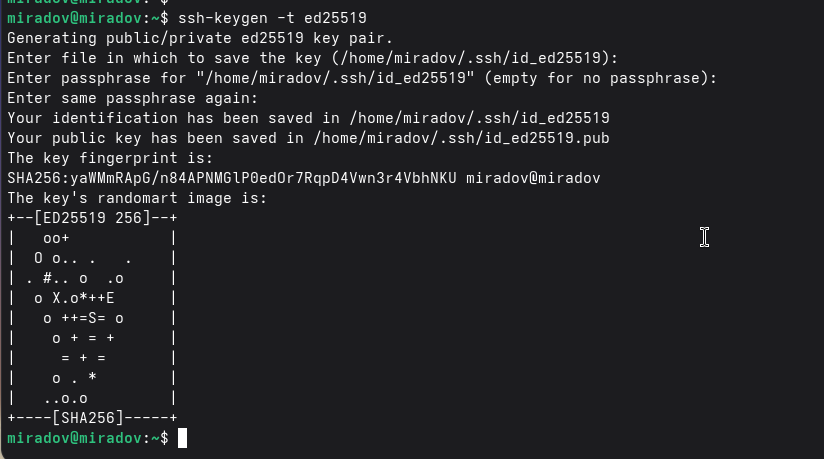 miradov@miradov:~$ ssh-keygen -t ed25519
Generating public/private ed25519 key pair.
Enter file in which to save the key (/home/miradov/.ssh/id_ed25519):
Enter passphrase for "/home/miradov/.ssh/id_ed25519" (empty for no passphrase):
Enter same passphrase again:
Your identification has been saved in /home/miradov/.ssh/id_ed25519
Your public key has been saved in /home/miradov/.ssh/id_ed25519.pub
The key fingerprint is:
SHA256:yaWMmRApG/n84APNMGlP0edOr7RqpD4Vwn3r4VbhNKU miradov@miradov
The key's randomart image is:
+--[ED25519 256]--+
|   oo+           |
|  O o.. .   .    |
| . #.. o  .o     |
|  o X.o*++E      |
|   o ++=S= o     |
|    o + = +      |
|     = + =       |
|    o . *        |
|   ..o.o         |
+----[SHA256]-----+
miradov@miradov:~$